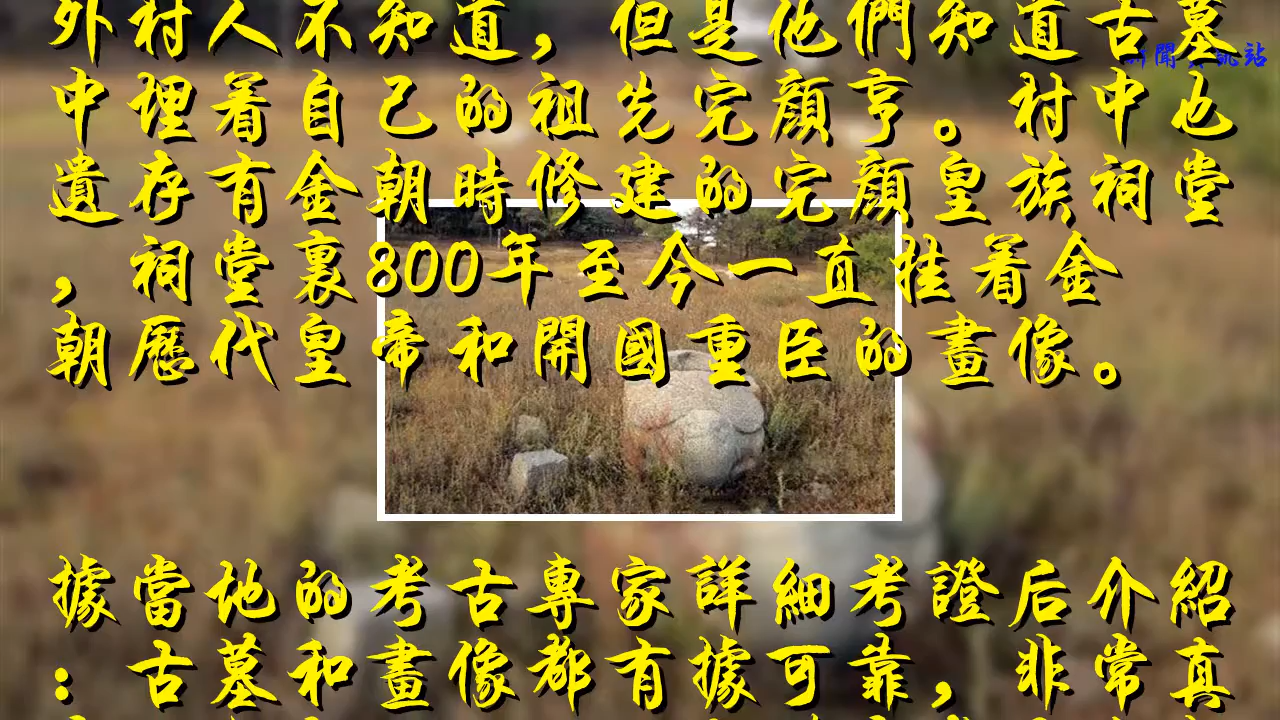 外村人不知道，但是他們知道古墓
中埋着自己的祖先完顏亨。村中也
遺存有金朝時修建的完顏皇族祠堂
，祠堂裏800年至今一直挂着金
朝歷代皇帝和開國重臣的畫像。
據當地的考古專家詳細考證后介紹
：古墓和畫像都有據可靠，非常真